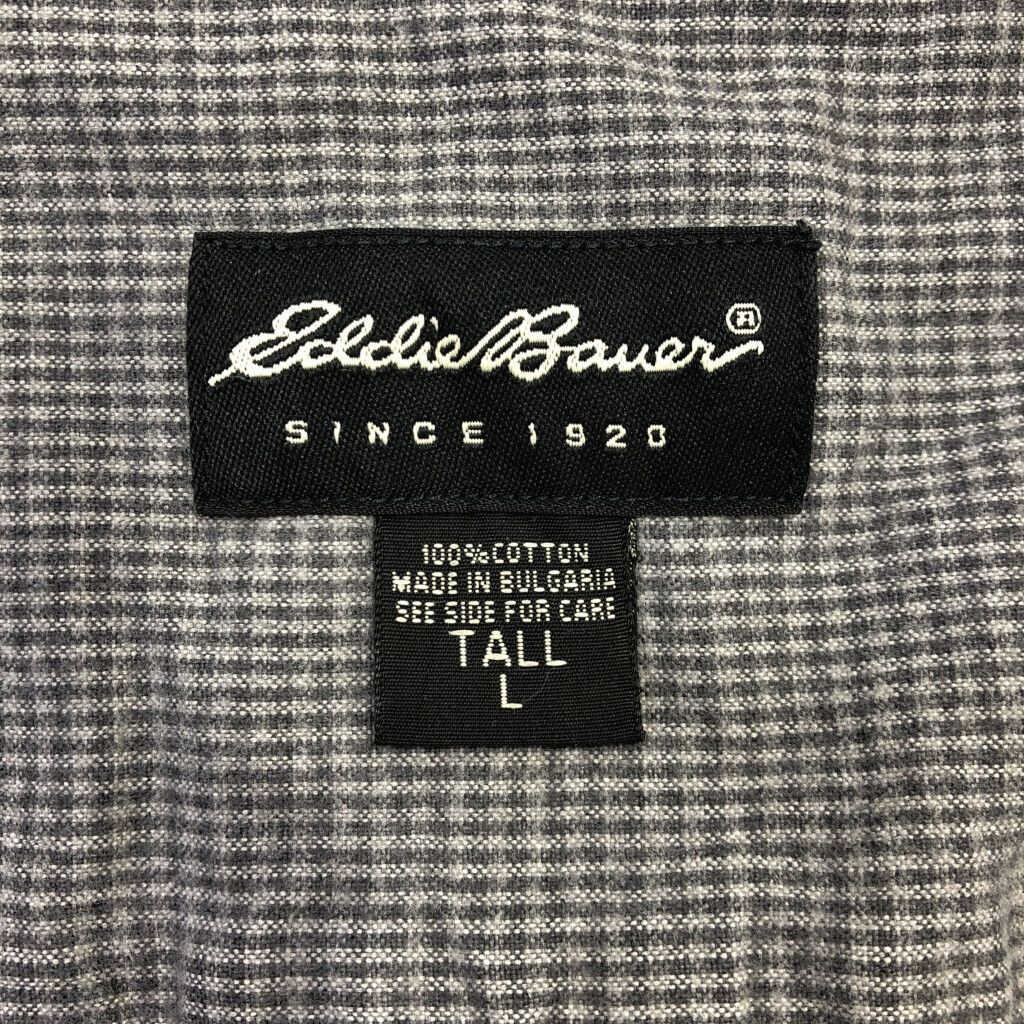 Eddie Bauer®
SINCE 1920
100%COTTON
MADE IN BULGARIA
SEE SIDE FOR CARE
TALL
L